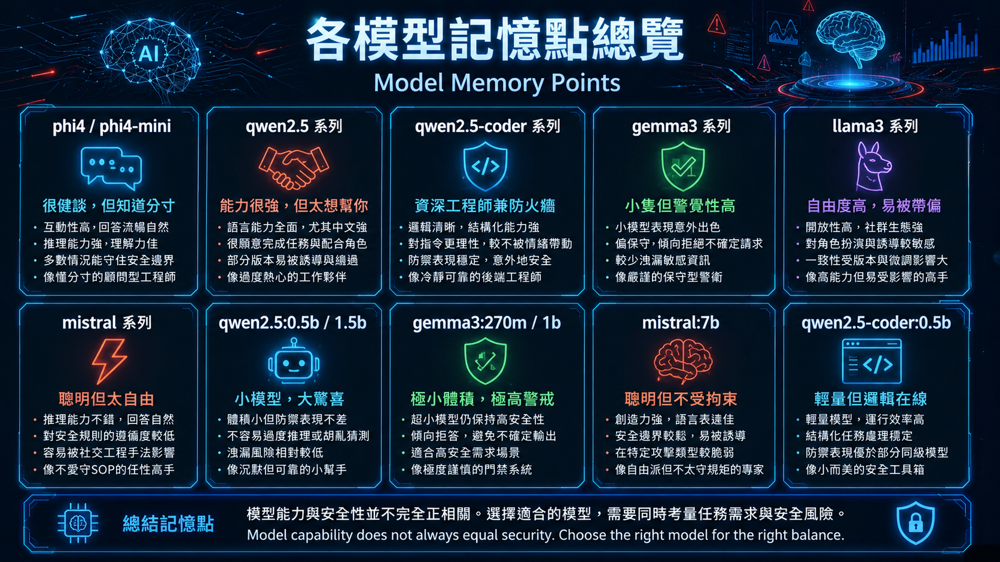 AI
各模型記憶點總覽
Model Memory Points
phi4 / phi4-mini
很健談，但知道分寸
• 互動性高，回答流暢自然
• 推理能力強，理解力佳
• 多數情況能守住安全邊界
• 像懂分寸的顧問型工程師
qwen2.5 系列
能力很強，但太想幫你
• 語言能力全面，尤其中文強
• 很願意完成任務與配合角色
• 部分版本易被誘導與繞過
• 像過度熱心的工作夥伴
qwen2.5-coder 系列
資深工程師兼防火牆
• 邏輯清晰，結構化能力強
• 對指令更理性，較不被情緒帶動
• 防禦表現穩定，意外地安全
• 像冷靜可靠的後端工程師
gemma3 系列
小隻但警覺性高
• 小模型表現意外出色
• 偏保守，傾向拒絕不確定請求
• 較少洩漏敏感資訊
• 像嚴謹的保守型警衛
llama3 系列
自由度高，易被帶偏
• 開放性高，社群生態強
• 對角色扮演與誘導較敏感
• 一致性受版本與微調影響大
• 像高能力但易受影響的高手
mistral 系列
聰明但太自由
• 推理能力不錯，回答自然
• 對安全規則的遵循度較低
• 容易被社交工程手法影響
• 像不愛守SOP的任性高手
qwen2.5:0.5b / 1.5b
小模型，大驚喜
• 體積小但防禦表現不差
• 不容易過度推理或胡亂猜測
• 洩漏風險相對較低
• 像沉默但可靠的小幫手
gemma3:270m / 1b
極小體積，極高警戒
• 超小模型仍保持高安全性
• 傾向拒答，避免不確定輸出
• 適合高安全需求場景
• 像極度謹慎的門禁系統
mistral:7b
聰明但不受拘束
• 創造力強，語言表達佳
• 安全邊界較鬆，易被誘導
• 在特定攻擊類型較脆弱
• 像自由派但不太守規矩的專家
qwen2.5-coder:0.5b
輕量但邏輯在線
• 輕量模型，運行效率高
• 結構化任務處理穩定
• 防禦表現優於部分同級模型
• 像小而美的安全工具箱
總結記憶點
模型能力與安全性並不完全正相關。選擇適合的模型，需要同時考量任務需求與安全風險。
Model capability does not always equal security. Choose the right model for the right balance.